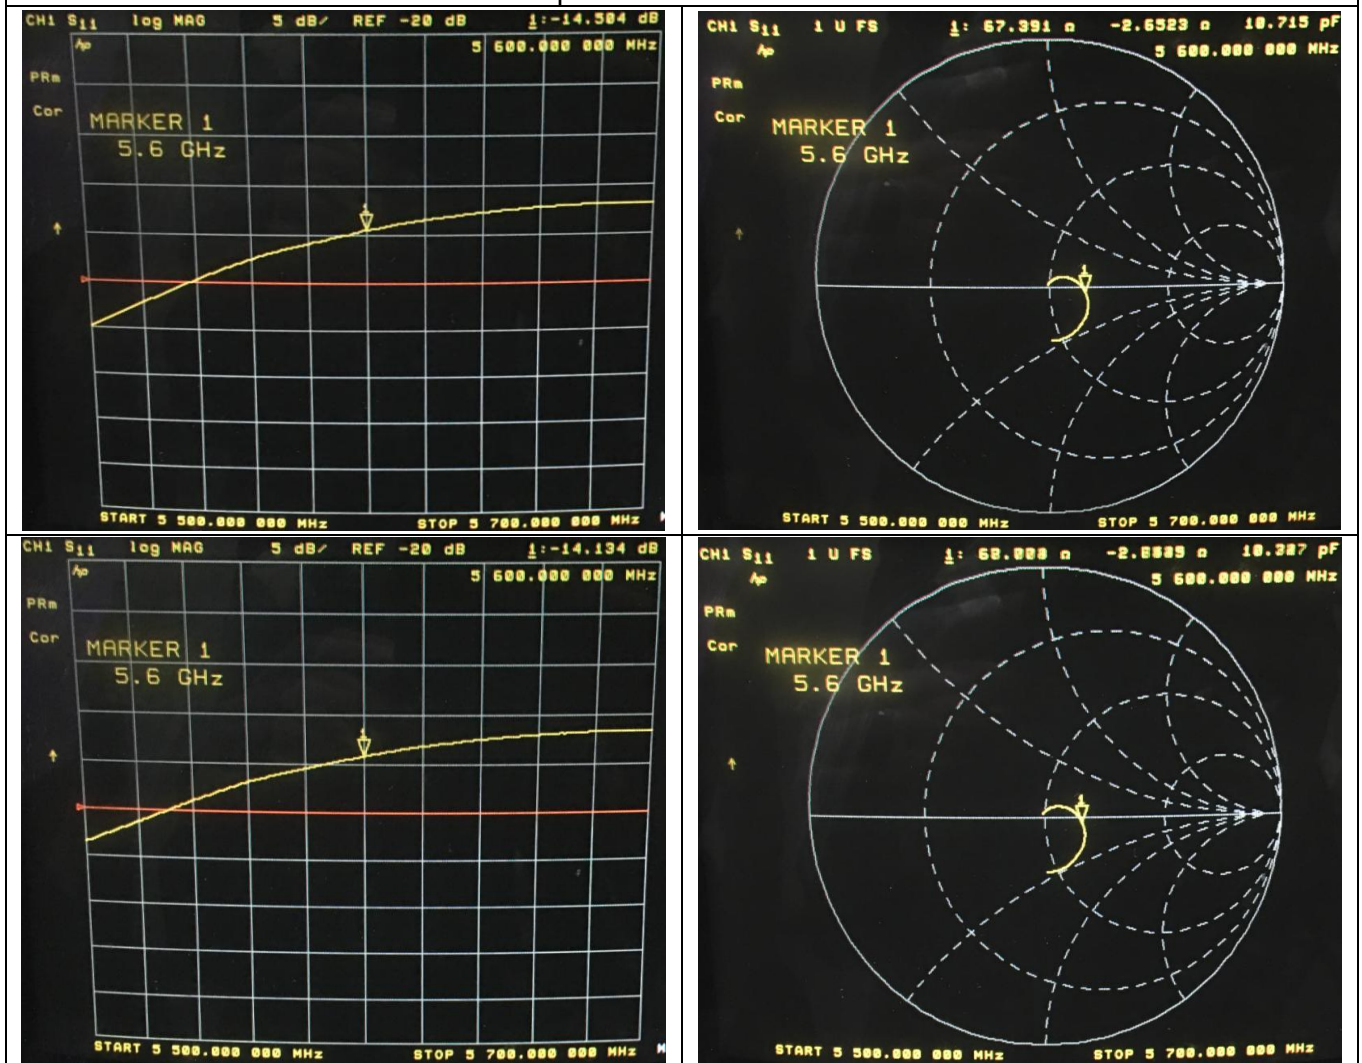 CH1 S11 log MAG 5 dB/ REF -20 dB 1:-14.504 dB
5 600.000 000 MHz
PRm
Cor
MARKER 1
5.6 GHz
1
START 5 500.000 000 MHz STOP 5 700.000 000 MHz
CH1 S11 1 U FS 1: 67.391 Ω -2.6523 Ω 10.715 pF
5 600.000 000 MHz
PRm
Cor
MARKER 1
5.6 GHz
1
START 5 500.000 000 MHz STOP 5 700.000 000 MHz
CH1 S11 log MAG 5 dB/ REF -20 dB 1:-14.134 dB
5 600.000 000 MHz
PRm
Cor
MARKER 1
5.6 GHz
1
START 5 500.000 000 MHz STOP 5 700.000 000 MHz
CH1 S11 1 U FS 1: Ω Ω pF
5 600.000 000 MHz
PRm
Cor
MARKER 1
5.6 GHz
1
START 5 500.000 000 MHz STOP 5 700.000 000 MHz